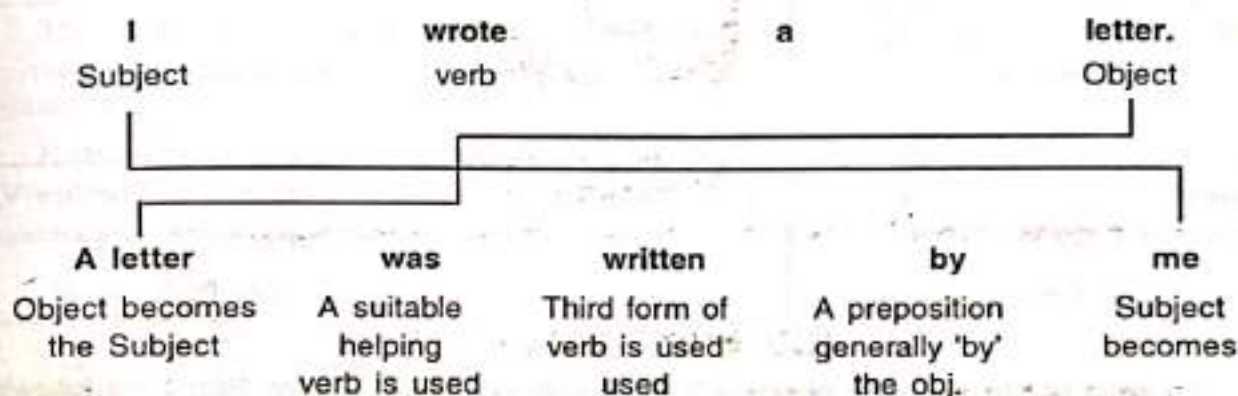 I wrote a letter.
Subject verb Object
A letter was written by me
Object becomes A suitable Third form of A preposition Subject
the Subject helping verb is used generally 'by' becomes
verb is used used the obj.